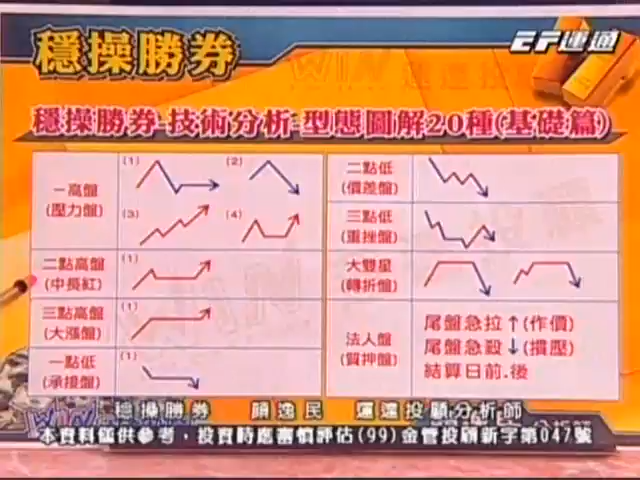 穩操勝券
EF運通
穩操勝券-技術分析-型態圖解20種(基礎篇)
一高盤
(壓力盤)
(1)
(2)
(3)
(4)
二點高盤
(中長紅)
(1)
三點高盤
(大漲盤)
(1)
一點低
(承接盤)
(1)
二點低
(價差盤)
三點低
(重挫盤)
大雙星
(轉折盤)
法人盤
(質押盤)
尾盤急拉↑(作價)
尾盤急殺↓(摜壓)
結算日前.後
穩操勝券 顏逸民 運達投顧分析師
本資料僅供參考，投資時應審慎評估(99)金管投顧新字第047號